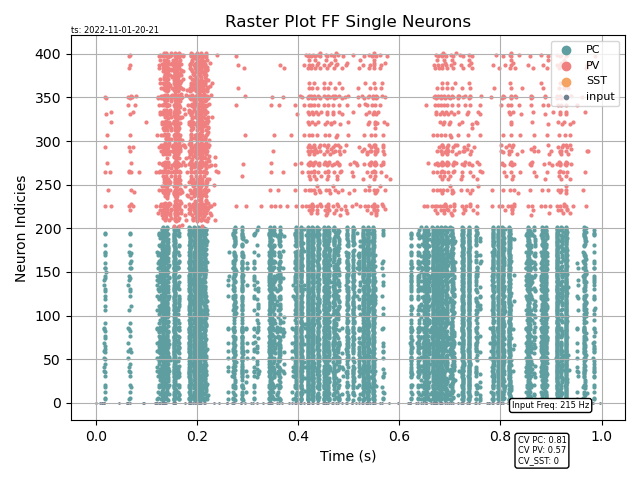 Raster Plot FF Single Neurons
ts: 2022-11-01-20-21
PC
PV
SST
input
Neuron Indicies
400
350
300
250
200
150
100
50
0
Input Freq: 215 Hz
0.0 0.2 0.4 0.6 0.8 1.0
Time (s)
CV PC: 0.81
CV PV: 0.57
CV_SST: 0